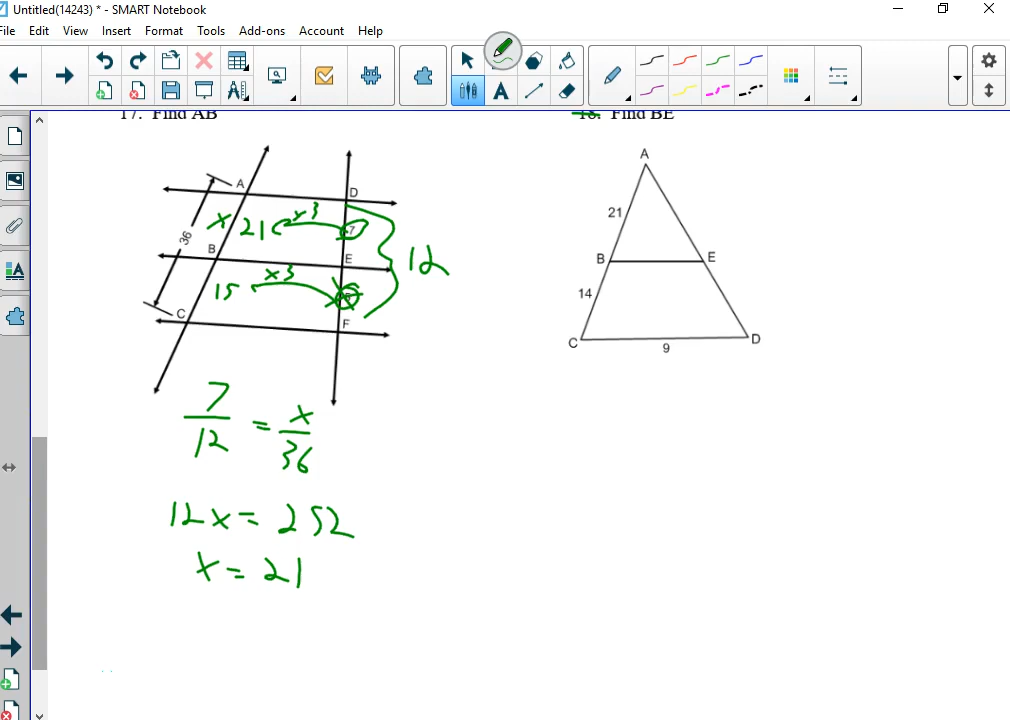 Untitled(14243) * - SMART Notebook
File Edit View Insert Format Tools Add-ons Account Help
17. Find AB
18. Find BE
A
D
x 21
x3
7
36
B
E
12
15
x3
C
F
7/12 = x/36
12x = 252
x = 21
A
21
B
E
14
C
D
9